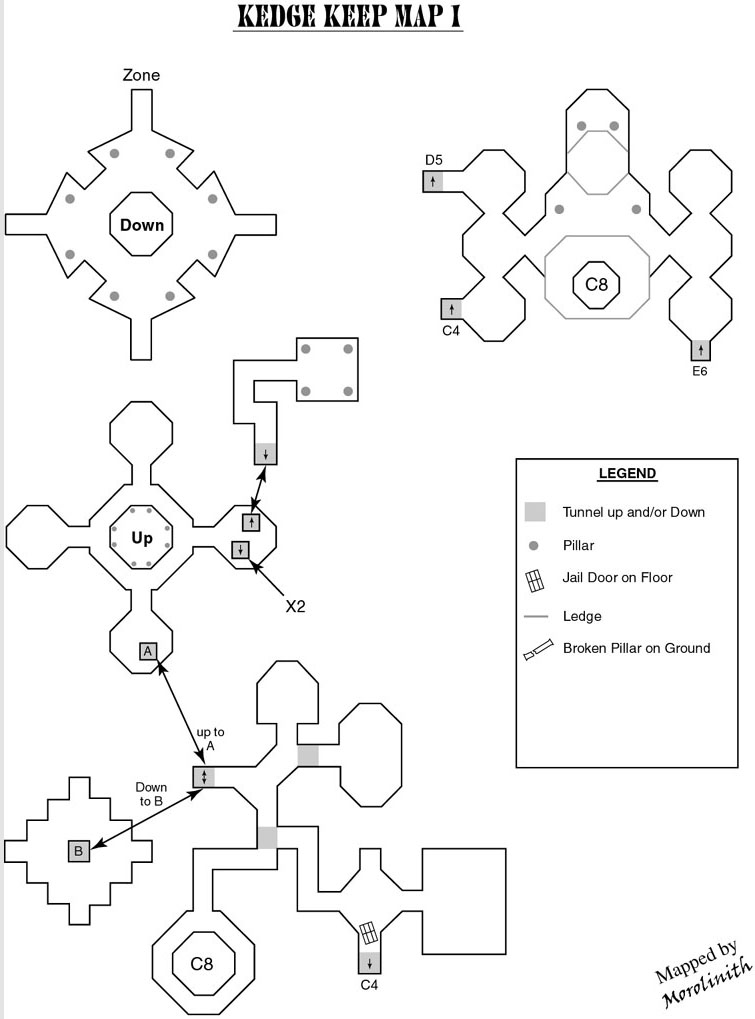 KEDGE KEEP MAP I
Zone
Down
D5
C8
C4
E6
Up
X2
A
up to
A
Down
to B
B
C8
C4
LEGEND
Tunnel up and/or Down
Pillar
Jail Door on Floor
Ledge
Broken Pillar on Ground
Mapped by
Morolinith